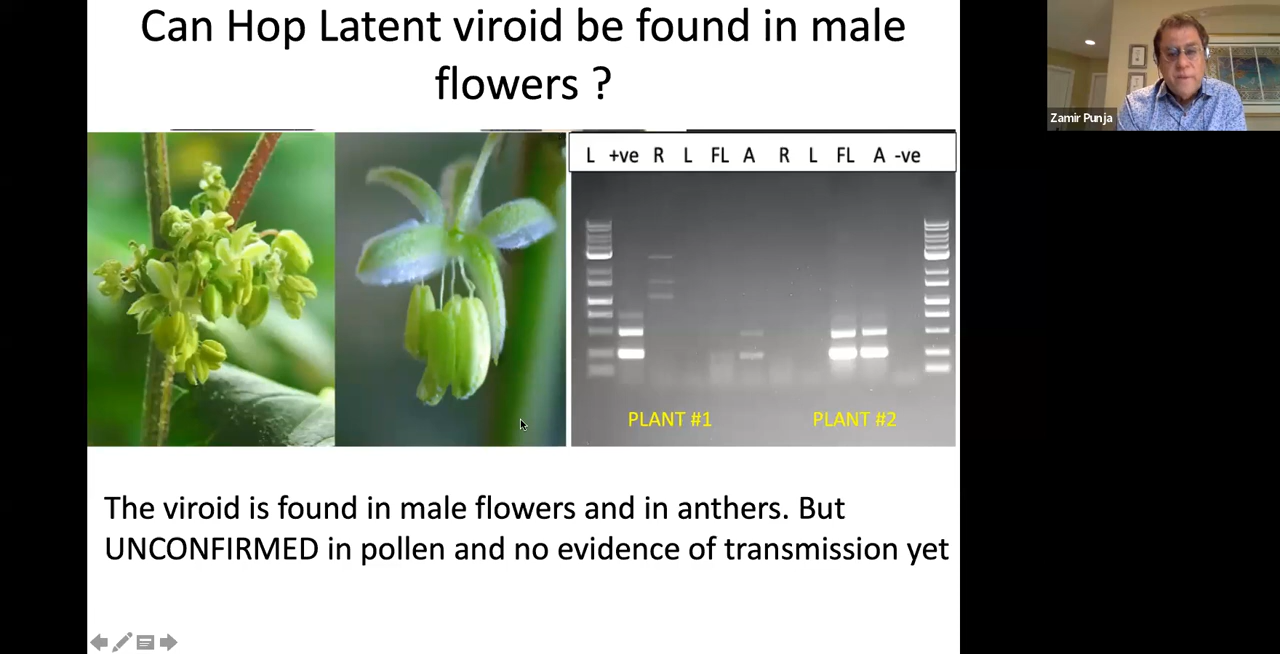 Can Hop Latent viroid be found in male
flowers ?
Zamir Punja
L +ve R L FL A R L FL A -ve
PLANT #1 PLANT #2
The viroid is found in male flowers and in anthers. But
UNCONFIRMED in pollen and no evidence of transmission yet